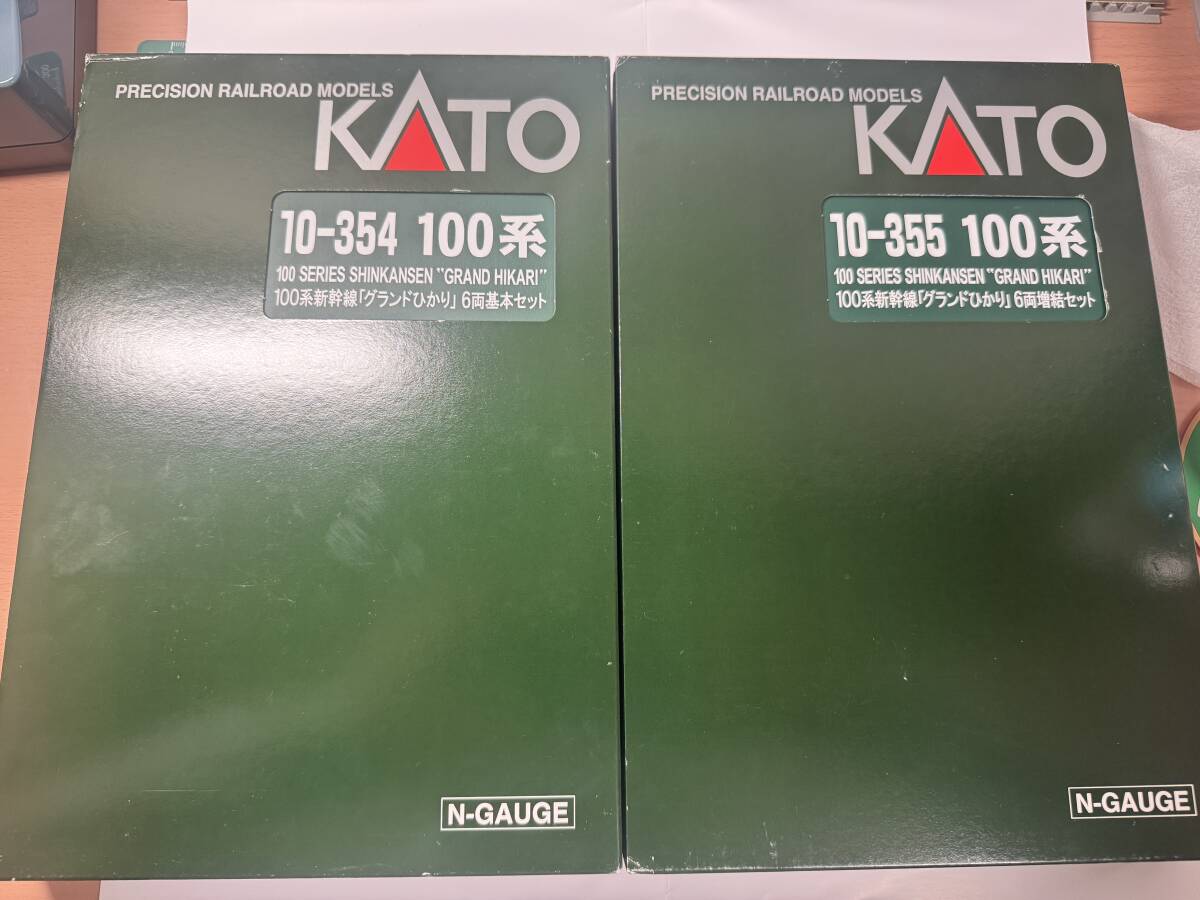 PRECISION RAILROAD MODELS
KATO
10-354 100系
100 SERIES SHINKANSEN "GRAND HIKARI"
100系新幹線「グランドひかり」6両基本セット
N-GAUGE
PRECISION RAILROAD MODELS
KATO
10-355 100系
100 SERIES SHINKANSEN "GRAND HIKARI"
100系新幹線「グランドひかり」6両増結セット
N-GAUGE